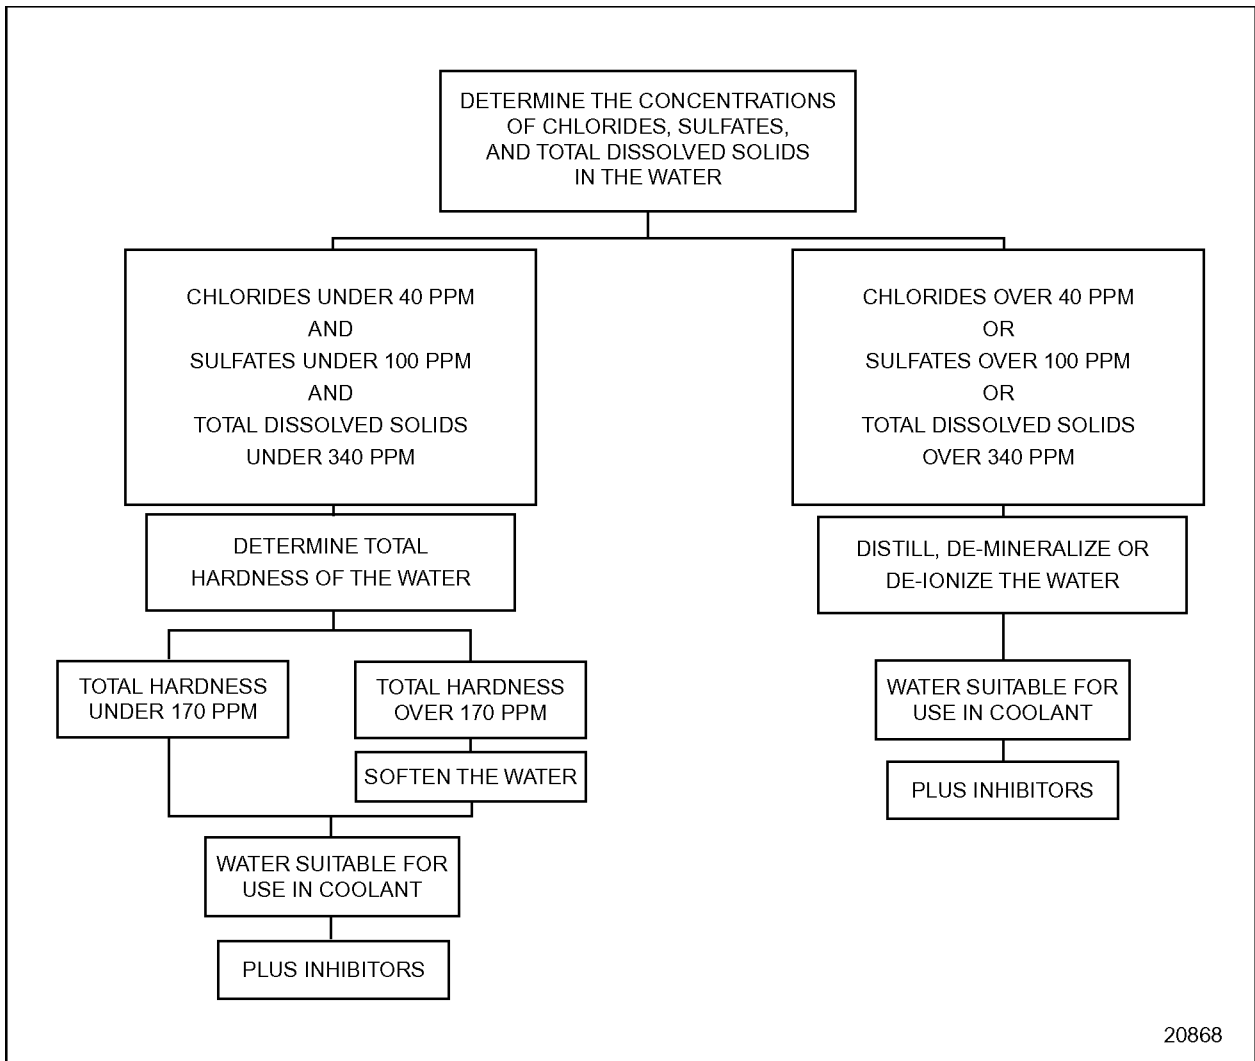 DETERMINE THE CONCENTRATIONS
OF CHLORIDES, SULFATES,
AND TOTAL DISSOLVED SOLIDS
IN THE WATER
CHLORIDES UNDER 40 PPM
AND
SULFATES UNDER 100 PPM
AND
TOTAL DISSOLVED SOLIDS
UNDER 340 PPM
CHLORIDES OVER 40 PPM
OR
SULFATES OVER 100 PPM
OR
TOTAL DISSOLVED SOLIDS
OVER 340 PPM
DETERMINE TOTAL
HARDNESS OF THE WATER
DISTILL, DE-MINERALIZE OR
DE-IONIZE THE WATER
TOTAL HARDNESS
UNDER 170 PPM
TOTAL HARDNESS
OVER 170 PPM
SOFTEN THE WATER
WATER SUITABLE FOR
USE IN COOLANT
PLUS INHIBITORS
WATER SUITABLE FOR
USE IN COOLANT
PLUS INHIBITORS
20868